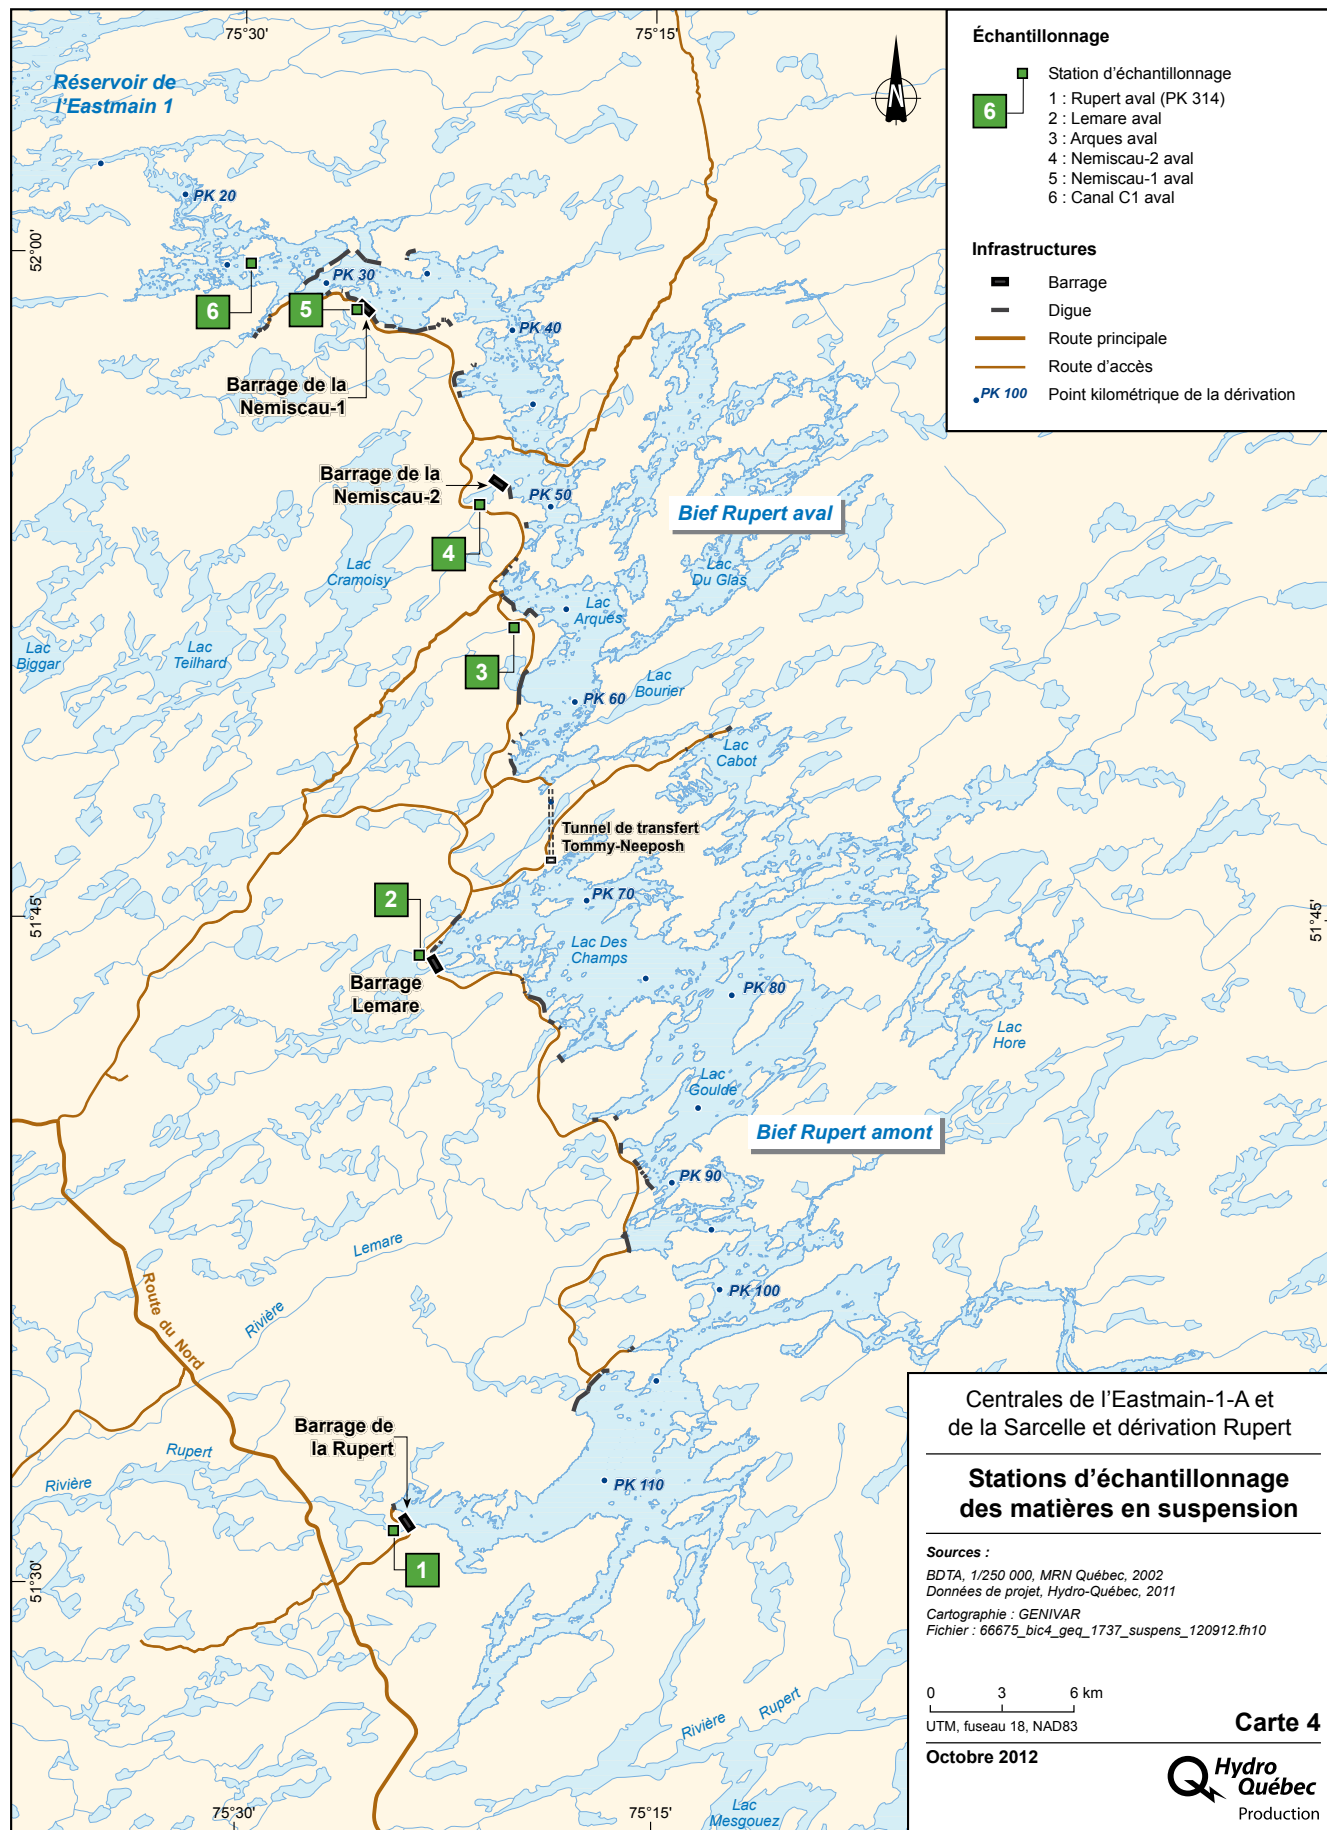 75°30'
75°15'
Réservoir de
l'Eastmain 1
N
Échantillonnage
6
Station d'échantillonnage
1 : Rupert aval (PK 314)
2 : Lemare aval
3 : Arques aval
4 : Nemiscau-2 aval
5 : Nemiscau-1 aval
6 : Canal C1 aval
Infrastructures
Barrage
Digue
Route principale
Route d'accès
PK 100
Point kilométrique de la dérivation
PK 20
52°00'
PK 30
6
5
PK 40
Barrage de la
Nemiscau-1
Barrage de la
Nemiscau-2
PK 50
Bief Rupert aval
4
Lac
Cramoisy
Lac
Du Glas
Lac
Arques
Lac
Biggar
Lac
Teilhard
3
Lac
Bourier
PK 60
Lac
Cabot
Tunnel de transfert
Tommy-Neeposh
2
PK 70
51°45'
51°45'
Lac Des
Champs
Barrage
Lemare
PK 80
Lac
Hore
Lac
Goulde
Bief Rupert amont
PK 90
Rivière Lemare
PK 100
Route du Nord
Barrage de
la Rupert
Rivière Rupert
PK 110
1
51°30'
Centrales de l'Eastmain-1-A et
de la Sarcelle et dérivation Rupert
Stations d'échantillonnage
des matières en suspension
Sources :
BDTA, 1/250 000, MRN Québec, 2002
Données de projet, Hydro-Québec, 2011
Cartographie : GENIVAR
Fichier : 66675_bic4_geq_1737_suspens_120912.fh10
0 3 6 km
UTM, fuseau 18, NAD83
Carte 4
Octobre 2012
Hydro
Québec
Production
Rivière Rupert
Lac
Mesgouez
75°30'
75°15'